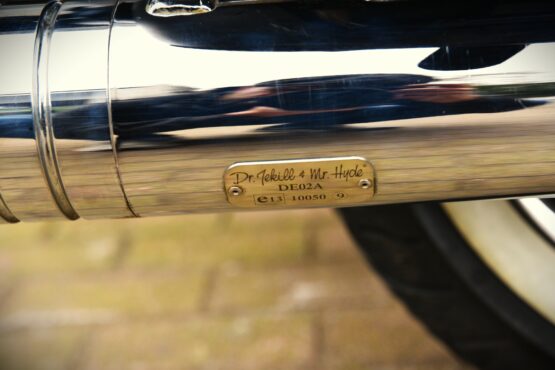 Dr. Jekill & Mr. Hyde®
DE02A
e13 10050 9